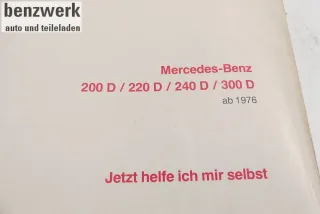 benzwerk
auto und teileladen
Mercedes-Benz
200 D / 220 D / 240 D / 300 D
ab 1976
Jetzt helfe ich mir selbst